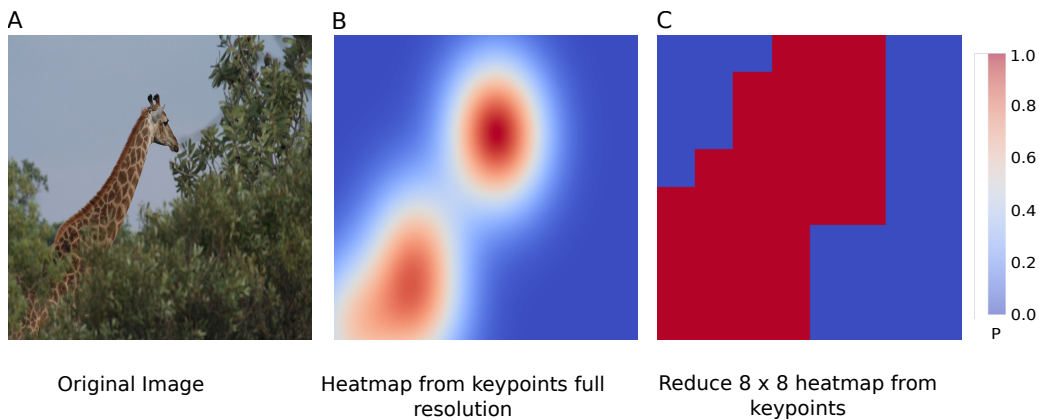 A
B
C
1.0
0.8
0.6
0.4
0.2
0.0
P
Original Image
Heatmap from keypoints full
resolution
Reduce 8 x 8 heatmap from
keypoints